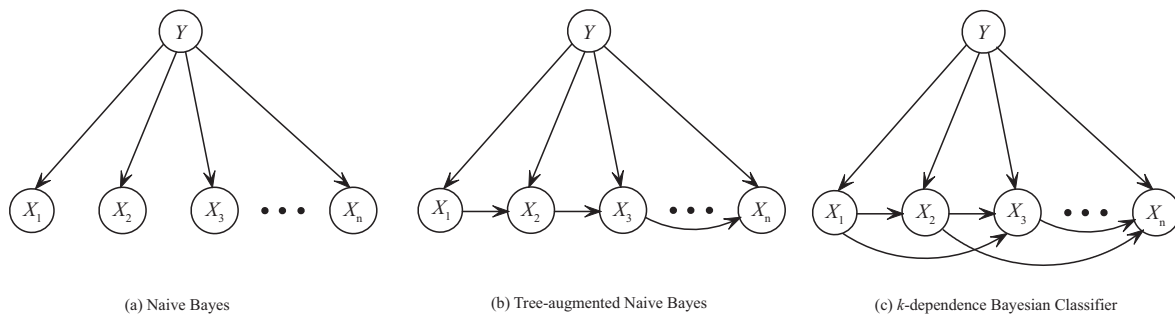 Y
Y
Y
X1 X2 X3 • • • Xn
X1 X2 X3 • • • Xn
X1 X2 X3 • • • Xn
(a) Naive Bayes
(b) Tree-augmented Naive Bayes
(c) k-dependence Bayesian Classifier